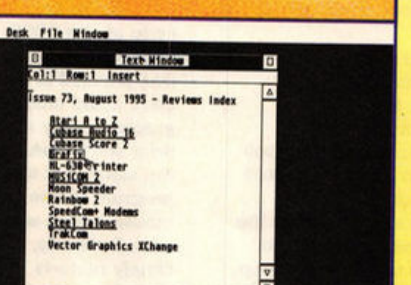 Desk File Window
Text Window
Col:1 Row:1 Insert
Issue 73, August 1995 - Reviews Index
Atari A to Z
Cubase Audio 16
Cubase Score 2
Grafix
HL-630 Printer
MUSiCOM 2
Moon Speeder
Rainbow 2
SpeedCom+ Modems
Steel Talons
TrakCom
Vector Graphics XChange